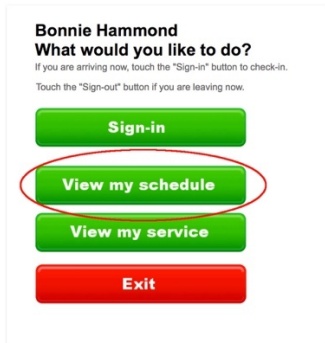 Bonnie Hammond
What would you like to do?
If you are arriving now, touch the "Sign-in" button to check-in.
Touch the "Sign-out" button if you are leaving now.
Sign-in
View my schedule
View my service
Exit